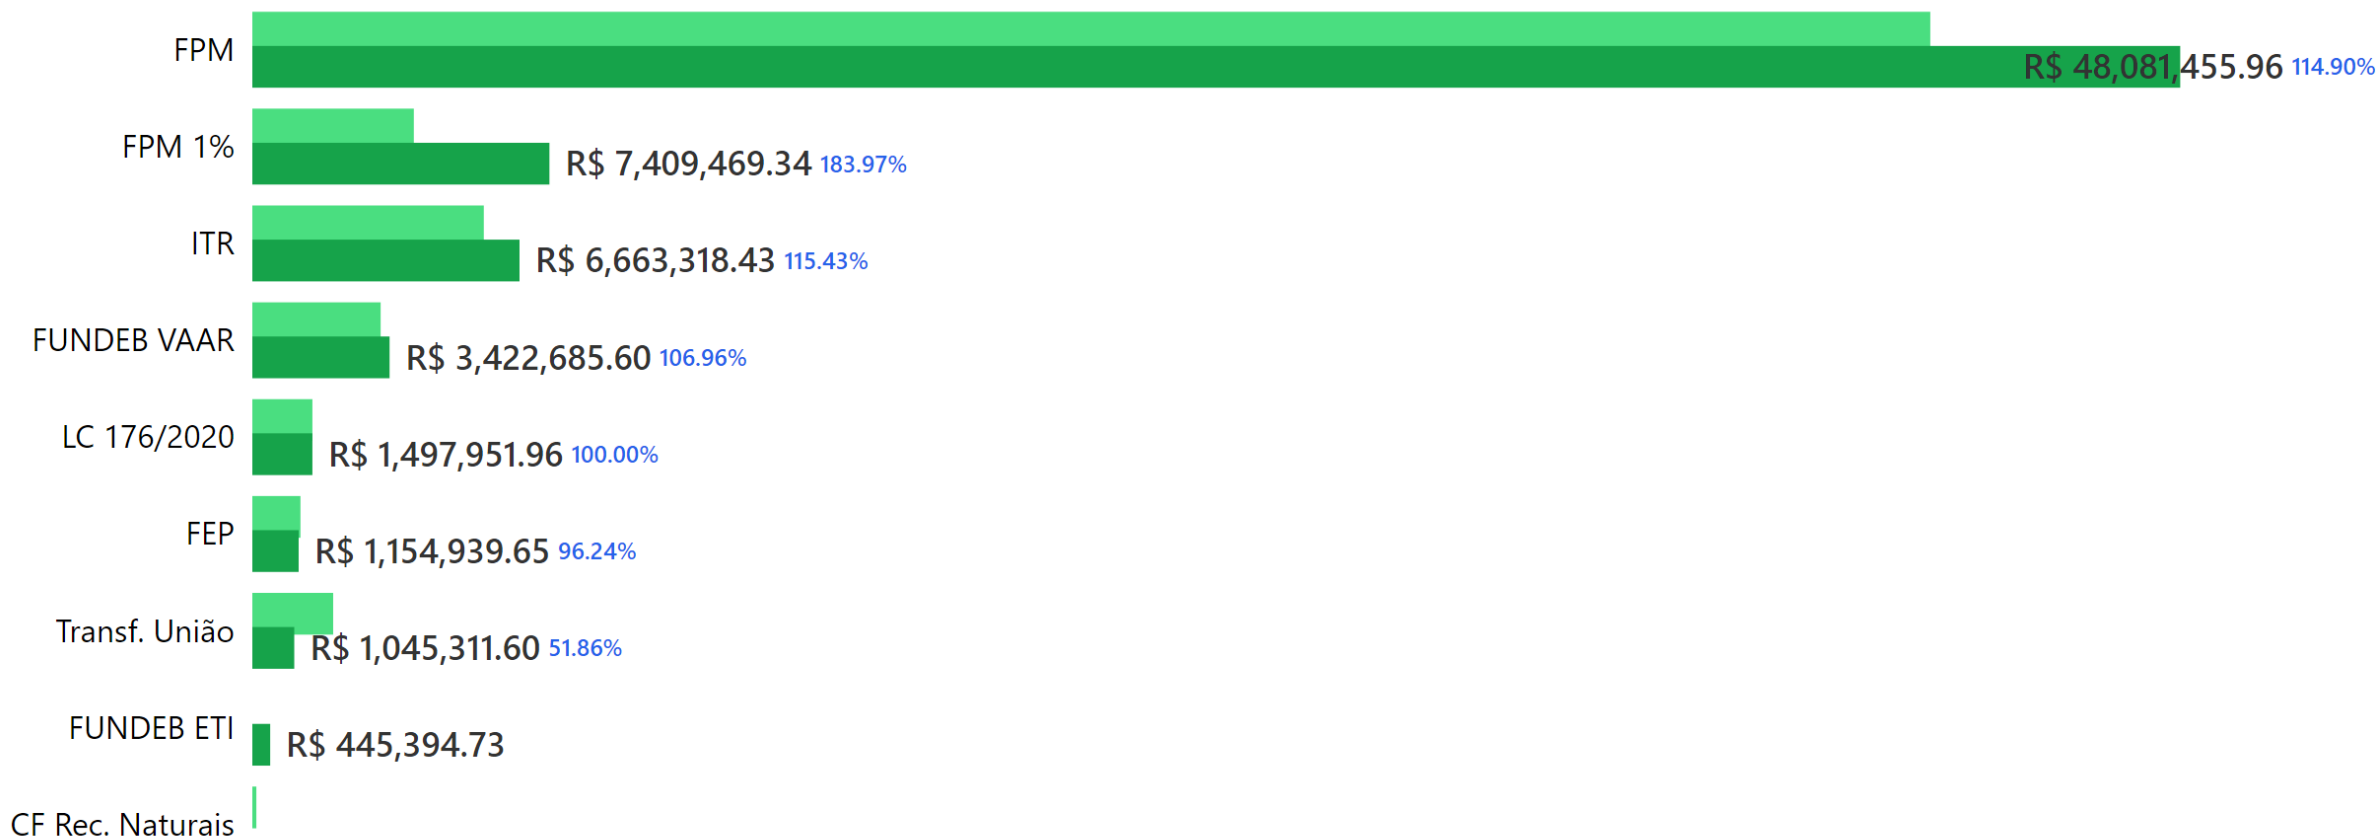 FPM R$ 48,081,455.96 114.90%
FPM 1% R$ 7,409,469.34 183.97%
ITR R$ 6,663,318.43 115.43%
FUNDEB VAAR R$ 3,422,685.60 106.96%
LC 176/2020 R$ 1,497,951.96 100.00%
FEP R$ 1,154,939.65 96.24%
Transf. União R$ 1,045,311.60 51.86%
FUNDEB ETI R$ 445,394.73
CF Rec. Naturais